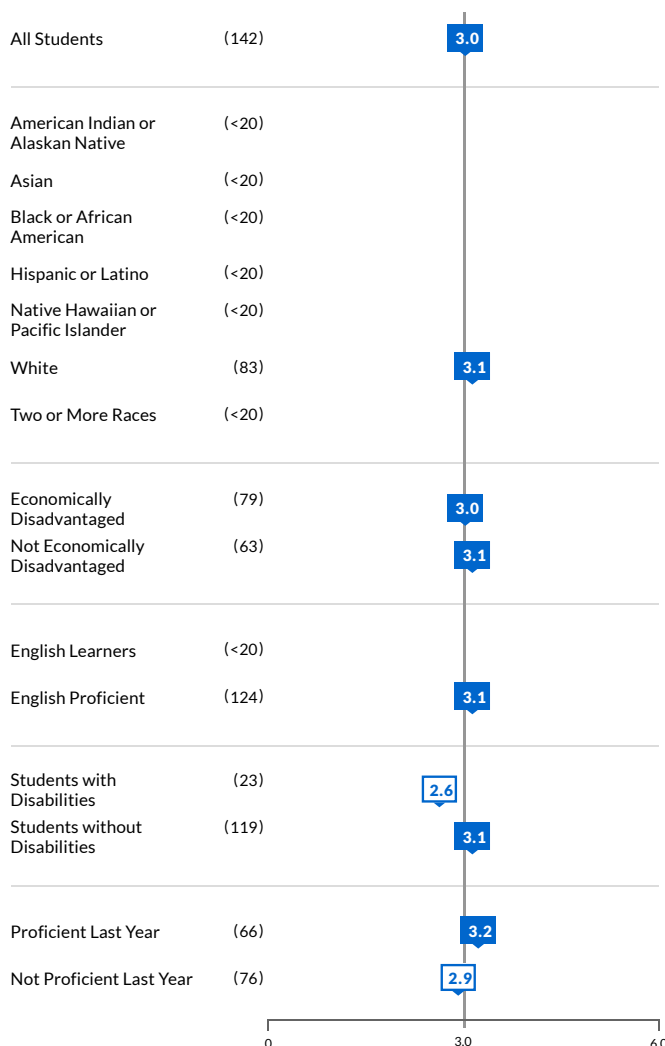 All Students (142) 3.0
American Indian or (<20)
Alaskan Native
Asian (<20)
Black or African (<20)
American
Hispanic or Latino (<20)
Native Hawaiian or (<20)
Pacific Islander
White (83) 3.1
Two or More Races (<20)
Economically (79) 3.0
Disadvantaged
Not Economically (63) 3.1
Disadvantaged
English Learners (<20)
English Proficient (124) 3.1
Students with (23) 2.6
Disabilities
Students without (119) 3.1
Disabilities
Proficient Last Year (66) 3.2
Not Proficient Last Year (76) 2.9
0 3.0 6.0